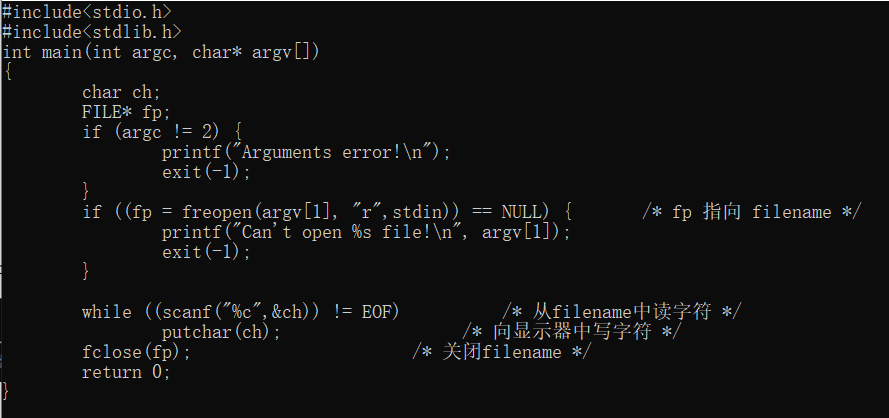 #include<stdio.h>
#include<stdlib.h>
int main(int argc, char* argv[])
{
        char ch;
        FILE* fp;
        if (argc != 2) {
                printf("Arguments error!\n");
                exit(-1);
        }
        if ((fp = freopen(argv[1], "r",stdin)) == NULL) {       /* fp 指向 filename */
                printf("Can't open %s file!\n", argv[1]);
                exit(-1);
        }

        while ((scanf("%c",&ch)) != EOF)          /* 从filename中读字符 */
                putchar(ch);                  /* 向显示器中写字符 */
        fclose(fp);                      /* 关闭filename */
        return 0;
}